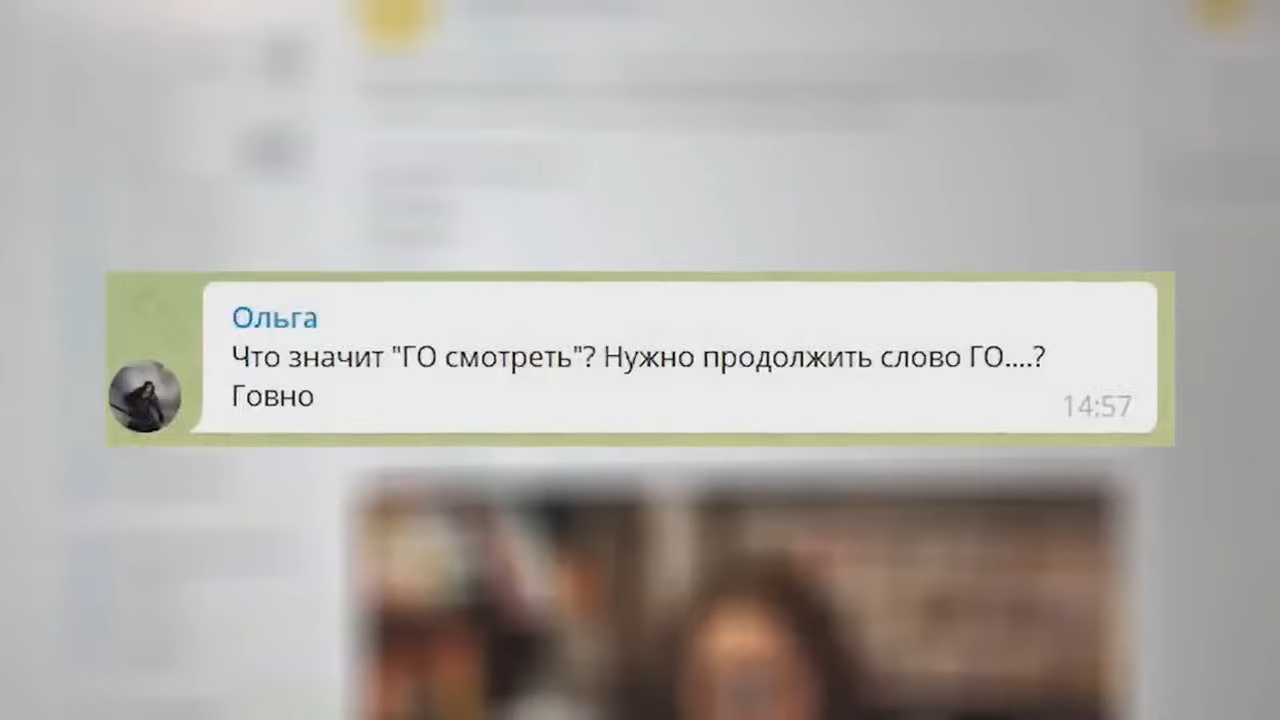 Ольга
Что значит "ГО смотреть"? Нужно продолжить слово ГО....?
Говно
14:57